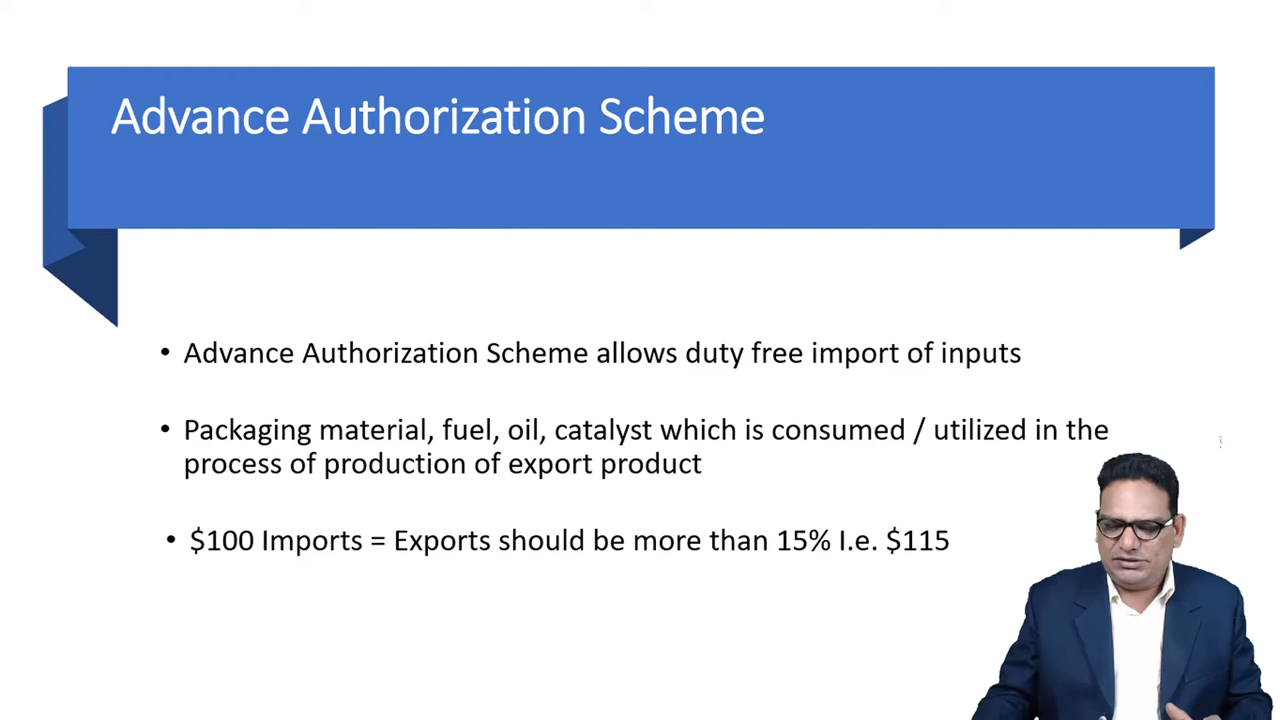 Advance Authorization Scheme
• Advance Authorization Scheme allows duty free import of inputs
• Packaging material, fuel, oil, catalyst which is consumed / utilized in the
process of production of export product
• $100 Imports = Exports should be more than 15% I.e. $115